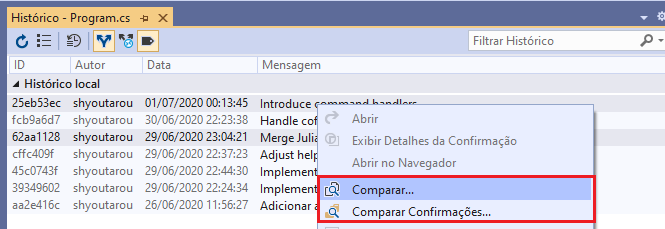 Histórico - Program.cs
Filtrar Histórico
ID Autor Data Mensagem
Histórico local
25eb53ec shyoutarou 01/07/2020 00:13:45 Introduce command handlers
fcb9a6d7 shyoutarou 30/06/2020 22:23:38 Handle
62aa1128 shyoutarou 29/06/2020 23:04:21 Merge
cffc409f shyoutarou 29/06/2020 22:37:23 Adjust help
45c0743f shyoutarou 29/06/2020 22:44:30 Implement
39349602 shyoutarou 29/06/2020 22:24:34 Implement
aa2e416c shyoutarou 26/06/2020 11:56:27 Adicionar
Abrir
Exibir Detalhes da Confirmação
Abrir no Navegador
Comparar...
Comparar Confirmações...